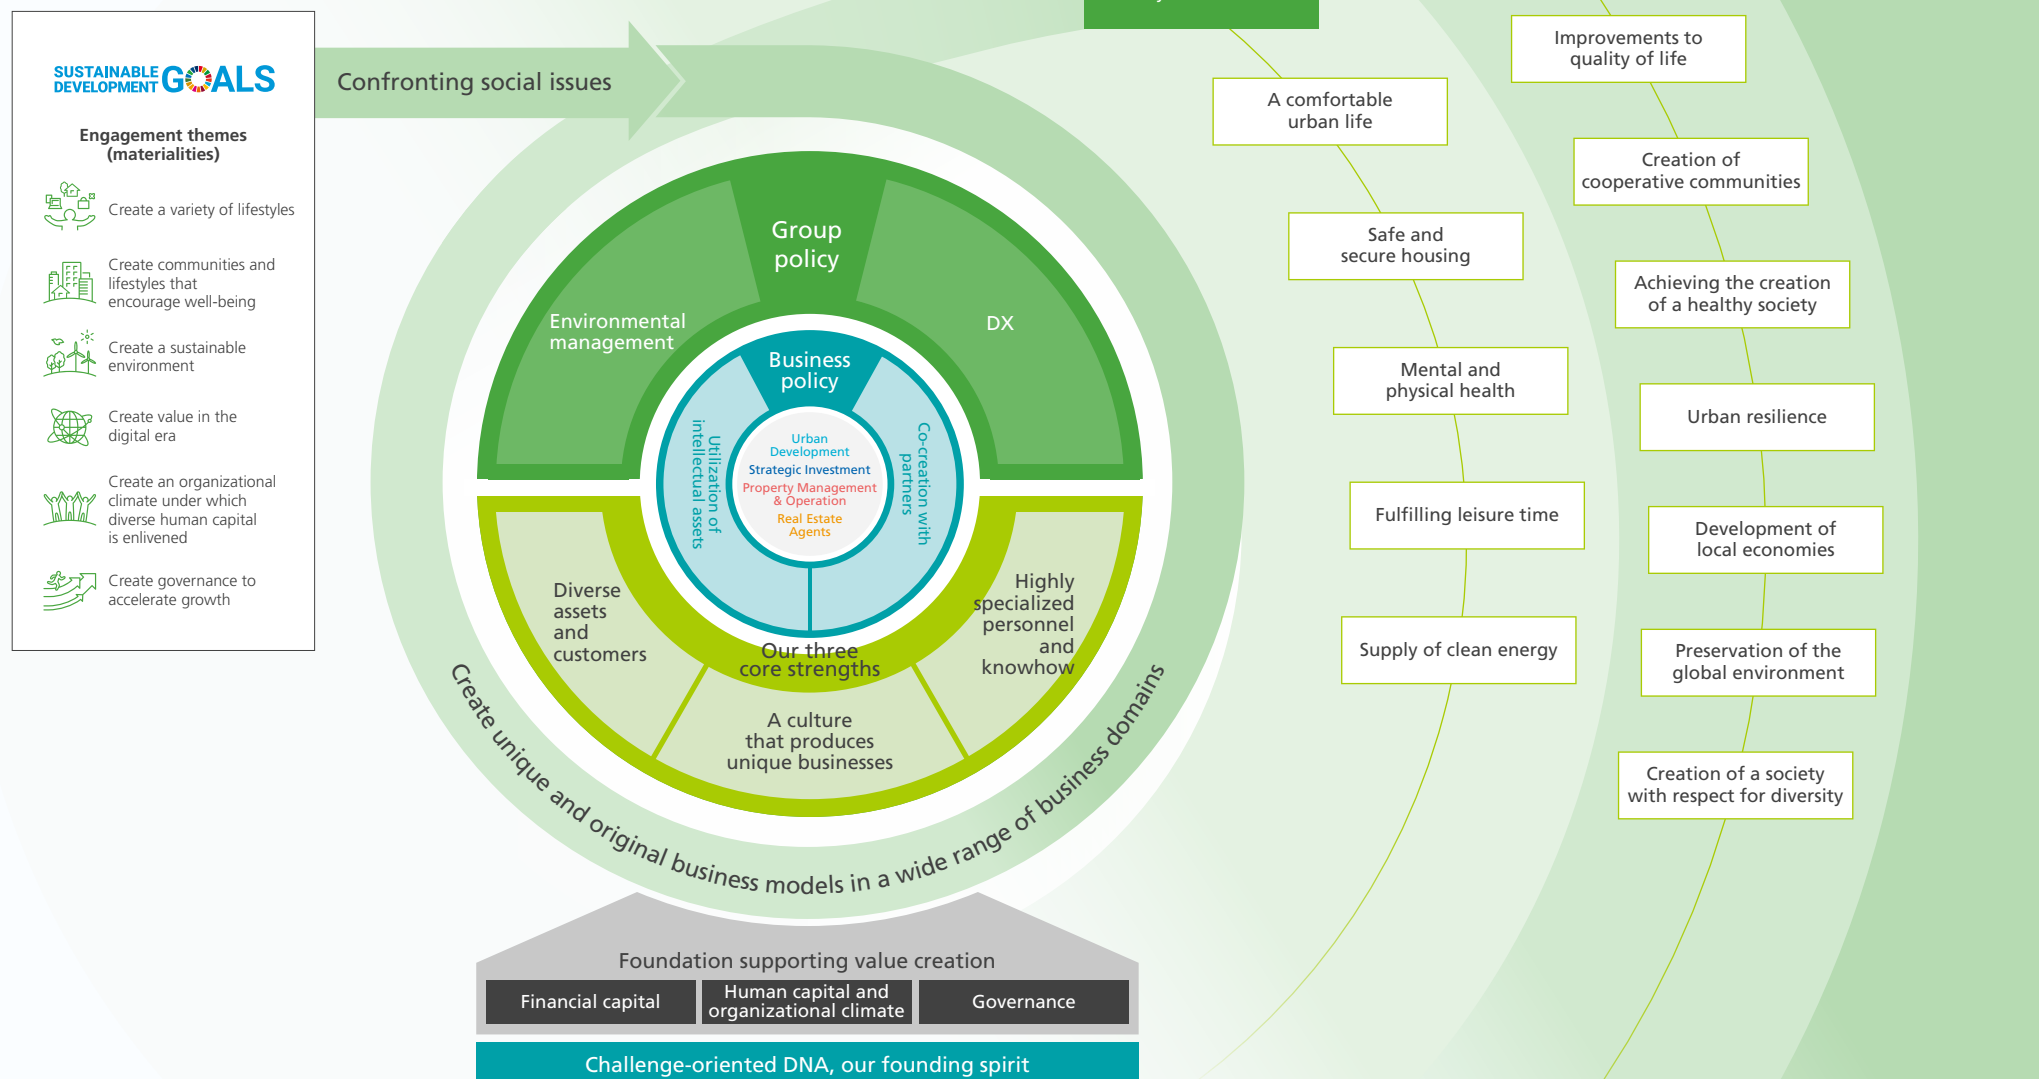 SUSTAINABLE
DEVELOPMENT GOALS
Engagement themes
(materialities)
Create a variety of lifestyles
Create communities and
lifestyles that
encourage well-being
Create a sustainable
environment
Create value in the
digital era
Create an organizational
climate under which
diverse human capital
is enlivened
Create governance to
accelerate growth
Confronting social issues
Group
policy
Environmental
management
DX
Business
policy
Utilization of
intellectual assets
Co-creation with
partners
Urban
Development
Strategic Investment
Property Management
& Operation
Real Estate
Agents
Diverse
assets
and
customers
Our three
core strengths
Highly
specialized
personnel
and
knowhow
A culture
that produces
unique businesses
Create unique and original business models in a wide range of business domains
Foundation supporting value creation
Financial capital
Human capital and
organizational climate
Governance
Challenge-oriented DNA, our founding spirit
A comfortable
urban life
Safe and
secure housing
Mental and
physical health
Fulfilling leisure time
Supply of clean energy
Improvements to
quality of life
Creation of
cooperative communities
Achieving the creation
of a healthy society
Urban resilience
Development of
local economies
Preservation of the
global environment
Creation of a society
with respect for diversity